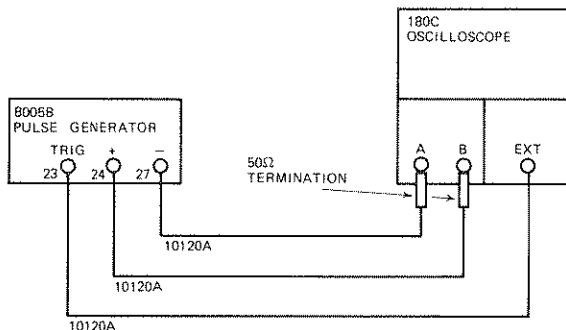 180C
OSCILLOSCOPE
8005B
PULSE GENERATOR
TRIG + −
23 24 27
A B EXT
50Ω
TERMINATION
10120A
10120A
10120A